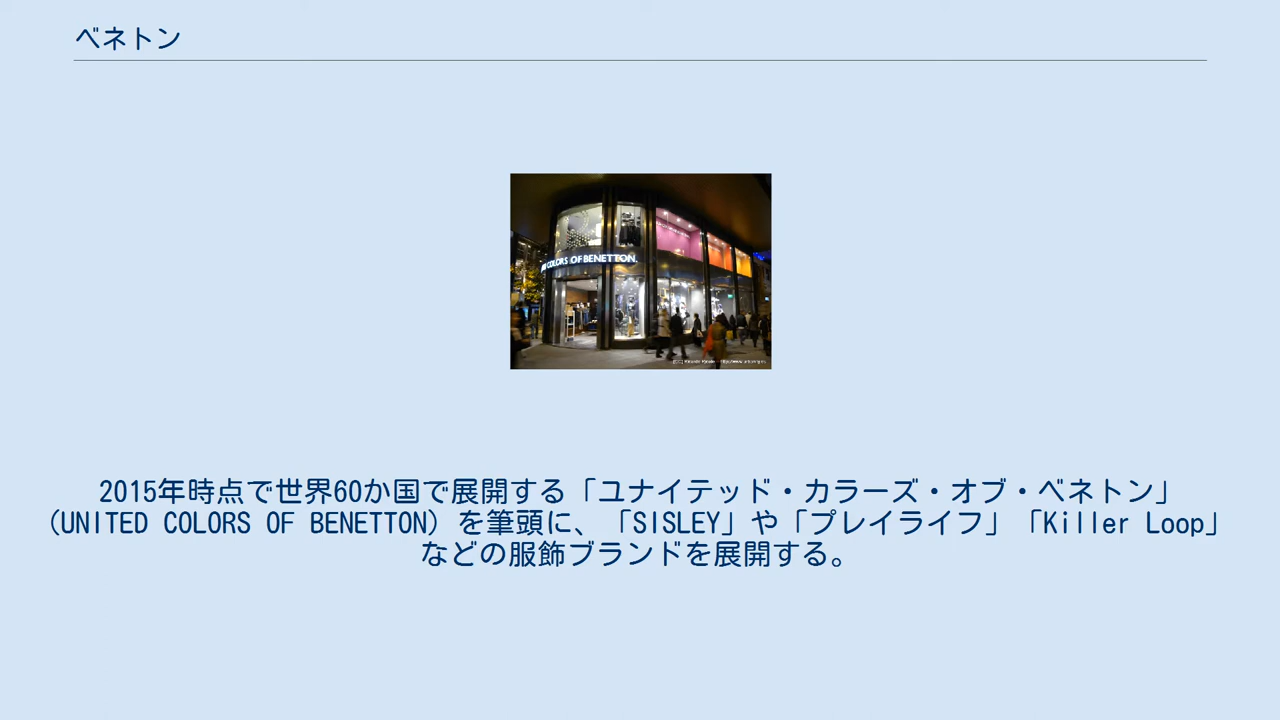 ベネトン
COLORS OF BENETTON.
2015年時点で世界60か国で展開する「ユナイテッド・カラーズ・オブ・ベネトン」
(UNITED COLORS OF BENETTON) を筆頭に、「SISLEY」や「プレイライフ」「Killer Loop」
などの服飾ブランドを展開する。